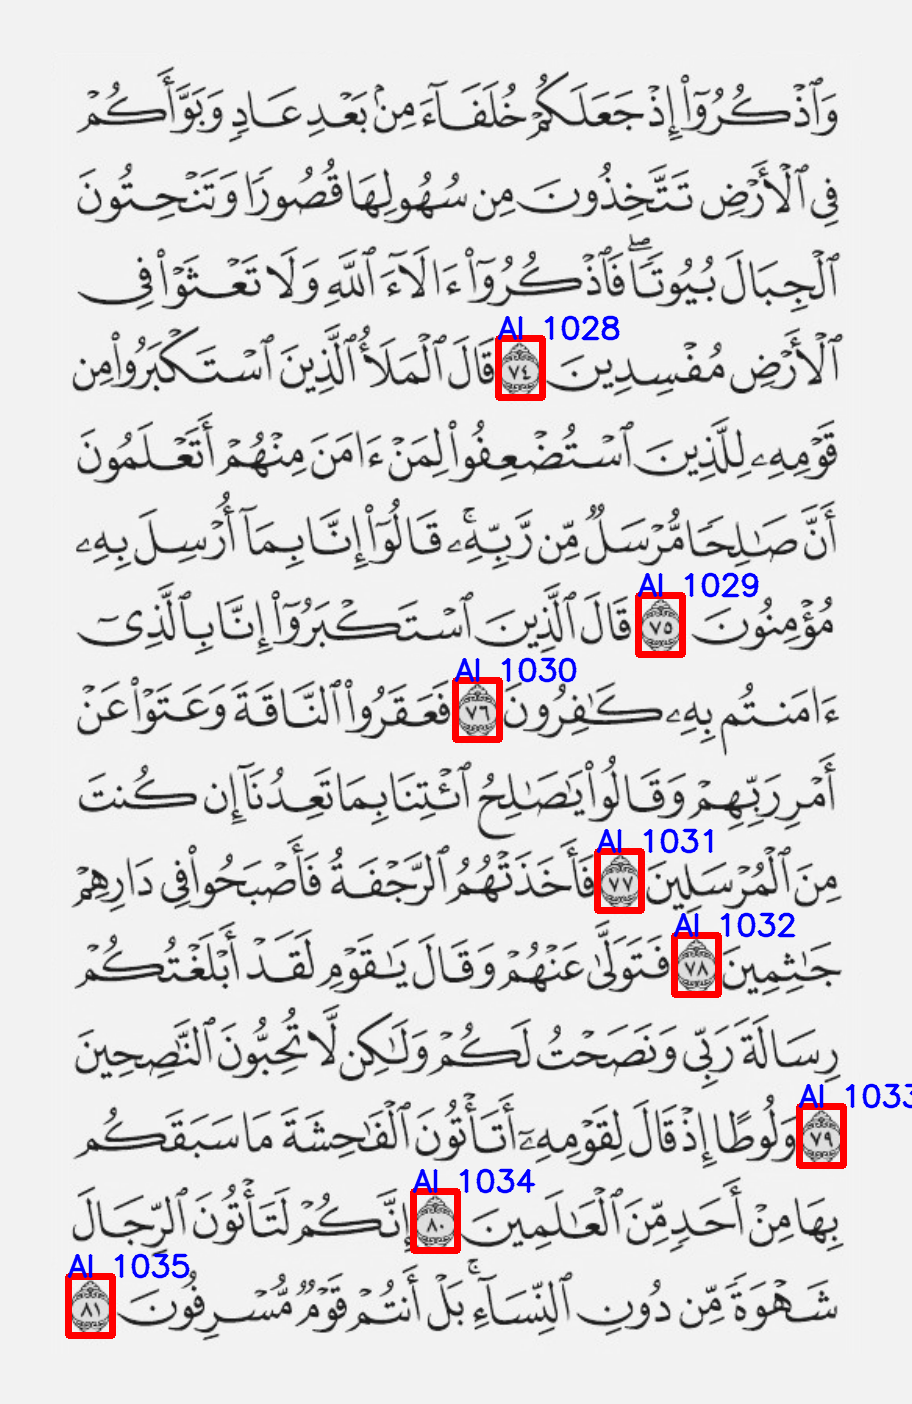 وَٱذْكُرُوٓا۟ إِذْ جَعَلَكُمْ خُلَفَآءَ مِنۢ بَعْدِ عَادٍ وَبَوَّأَكُمْ
فِى ٱلْأَرْضِ تَتَّخِذُونَ مِن سُهُولِهَا قُصُورًا وَتَنْحِتُونَ
ٱلْجِبَالَ بُيُوتًا ۖ فَٱذْكُرُوٓا۟ ءَالَآءَ ٱللَّهِ وَلَا تَعْثَوْا۟ فِى
AI_1028
ٱلْأَرْضِ مُفْسِدِينَ ٧٤ قَالَ ٱلْمَلَأُ ٱلَّذِينَ ٱسْتَكْبَرُوا۟ مِن
قَوْمِهِۦ لِلَّذِينَ ٱسْتُضْعِفُوا۟ لِمَنْ ءَامَنَ مِنْهُمْ أَتَعْلَمُونَ
أَنَّ صَـٰلِحًا مُّرْسَلٌ مِّن رَّبِّهِۦ ۚ قَالُوٓا۟ إِنَّا بِمَآ أُرْسِلَ بِهِۦ
AI_1029
مُؤْمِنُونَ ٧٥ قَالَ ٱلَّذِينَ ٱسْتَكْبَرُوٓا۟ إِنَّا بِٱلَّذِىٓ
AI_1030
ءَامَنتُم بِهِۦ كَـٰفِرُونَ ٧٦ فَعَقَرُوا۟ ٱلنَّاقَةَ وَعَتَوْا۟ عَنْ
أَمْرِ رَبِّهِمْ وَقَالُوا۟ يَـٰصَـٰلِحُ ٱئْتِنَا بِمَا تَعِدُنَآ إِن كُنتَ
AI_1031
مِنَ ٱلْمُرْسَلِينَ ٧٧ فَأَخَذَتْهُمُ ٱلرَّجْفَةُ فَأَصْبَحُوا۟ فِى دَارِهِمْ
AI_1032
جَـٰثِمِينَ ٧٨ فَتَوَلَّىٰ عَنْهُمْ وَقَالَ يَـٰقَوْمِ لَقَدْ أَبْلَغْتُكُمْ
رِسَالَةَ رَبِّى وَنَصَحْتُ لَكُمْ وَلَـٰكِن لَّا تُحِبُّونَ ٱلنَّـٰصِحِينَ
AI_1033
٧٩ وَلُوطًا إِذْ قَالَ لِقَوْمِهِۦٓ أَتَأْتُونَ ٱلْفَـٰحِشَةَ مَا سَبَقَكُم
AI_1034
بِهَا مِنْ أَحَدٍ مِّنَ ٱلْعَـٰلَمِينَ ٨٠ إِنَّكُمْ لَتَأْتُونَ ٱلرِّجَالَ
AI_1035
شَهْوَةً مِّن دُونِ ٱلنِّسَآءِ ۚ بَلْ أَنتُمْ قَوْمٌ مُّسْرِفُونَ ٨١